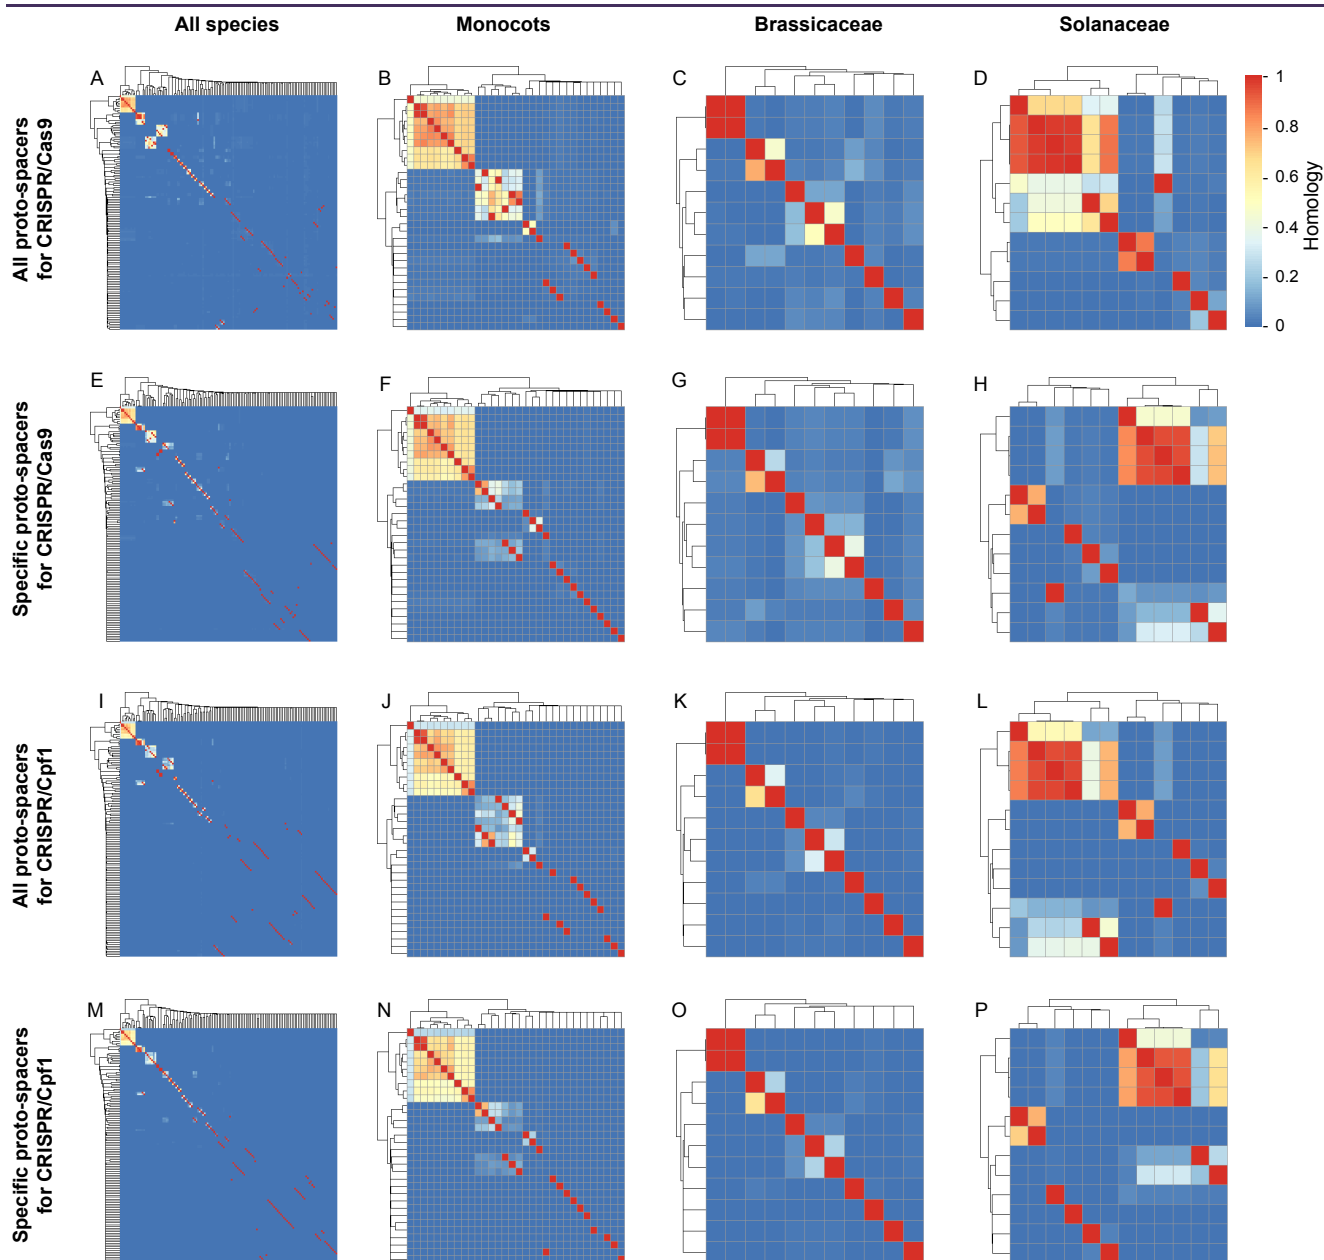 All species Monocots Brassicaceae Solanaceae
All proto-spacers
for CRISPR/Cas9
A B C D
1
0.8
0.6
0.4
0.2
0
Homology
Specific proto-spacers
for CRISPR/Cas9
E F G H
All proto-spacers
for CRISPR/Cpf1
I J K L
Specific proto-spacers
for CRISPR/Cpf1
M N O P